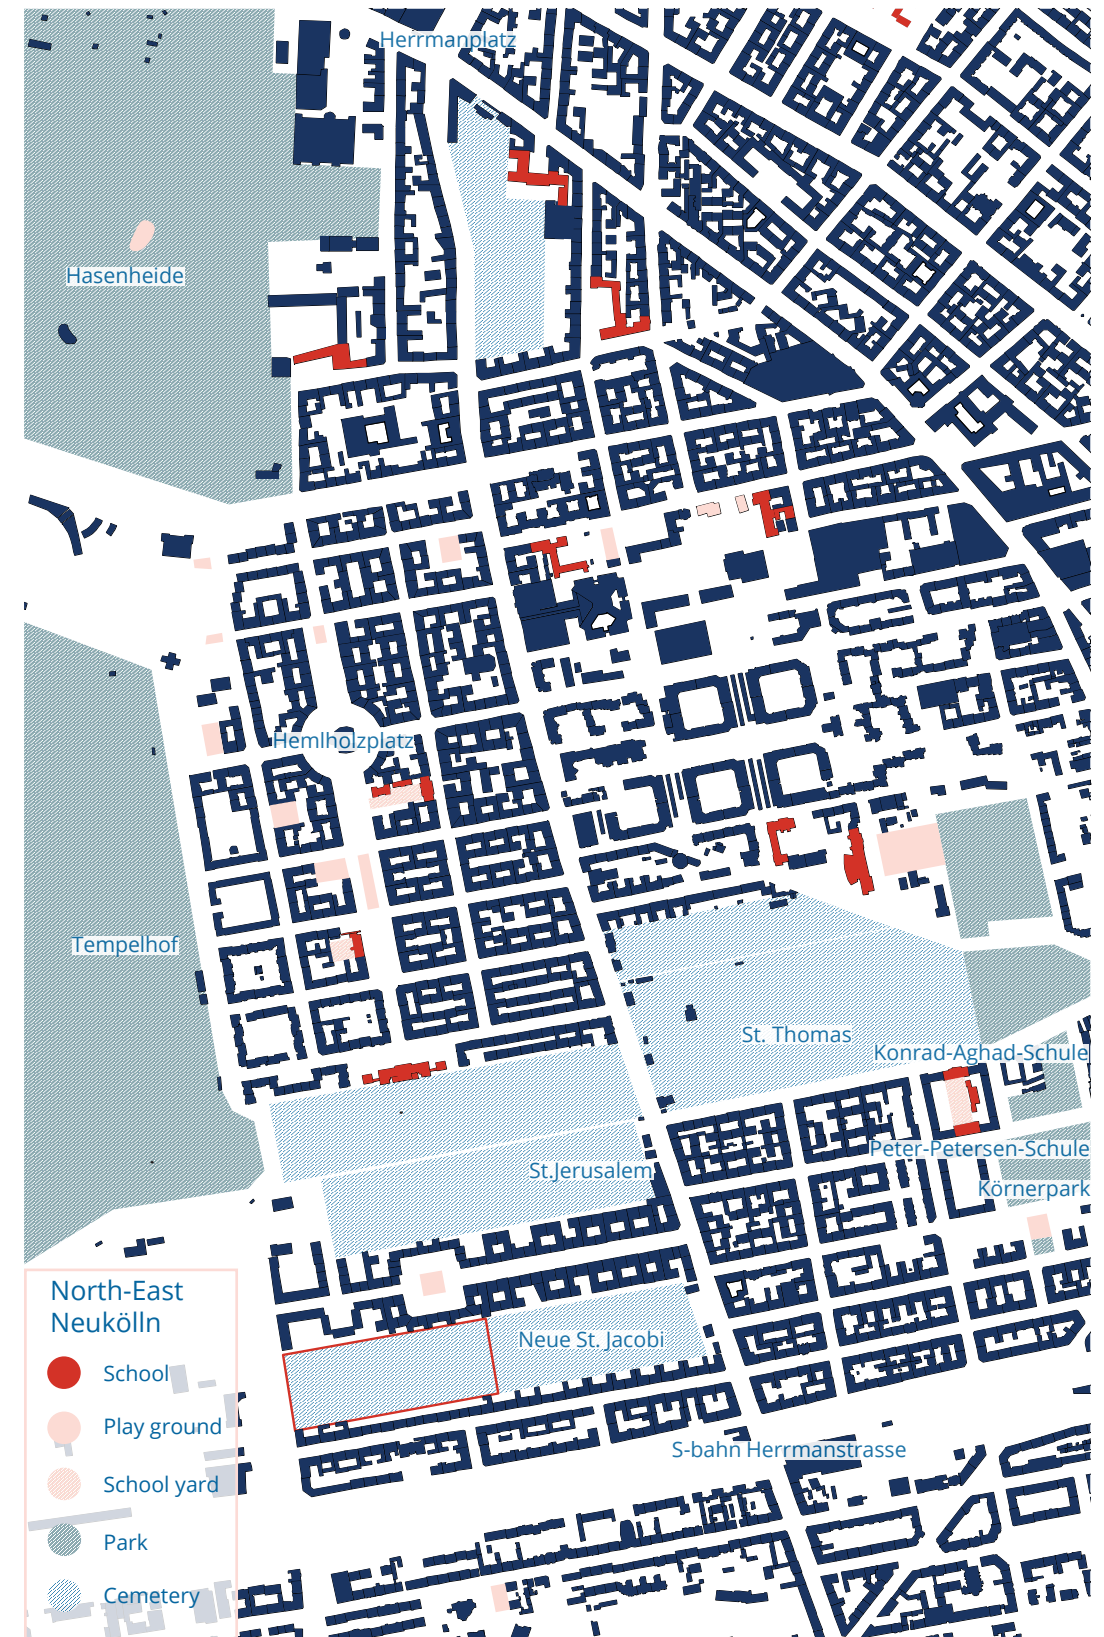 Herrmanplatz
Hasenheide
Hemlholzplatz
Tempelhof
St. Thomas
Konrad-Aghad-Schule
Peter-Petersen-Schule
St.Jerusalem
Körnerpark
North-East
Neukölln
Neue St. Jacobi
School
Play ground
S-bahn Herrmanstrasse
School yard
Park
Cemetery